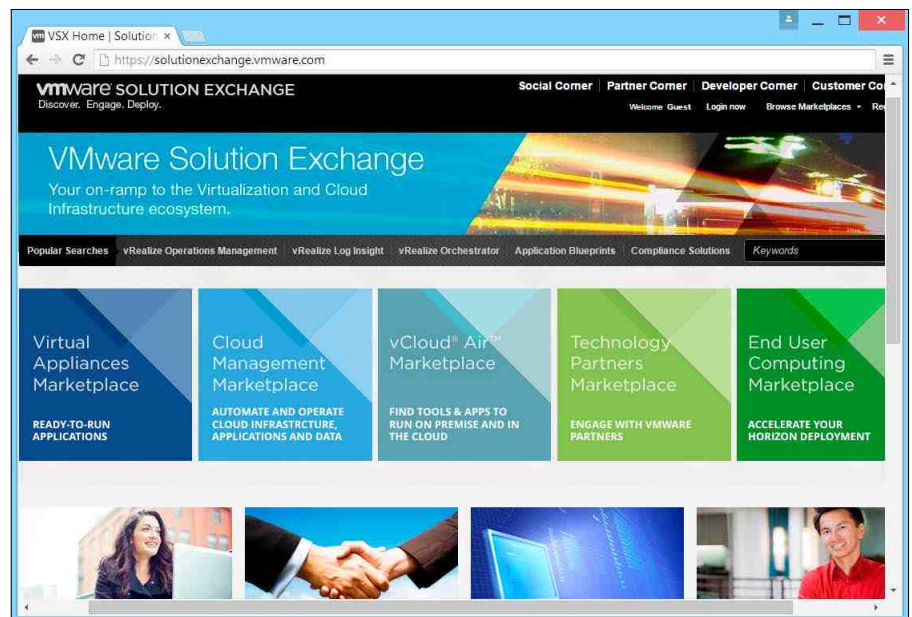 VSX Home | Solution
https://solutionexchange.vmware.com
vmware SOLUTION EXCHANGE
Discover. Engage. Deploy.
Social Corner Partner Corner Developer Corner Customer Co
Welcome Guest Login now Browse Marketplaces Re
VMware Solution Exchange
Your on-ramp to the Virtualization and Cloud
Infrastructure ecosystem.
Popular Searches vRealize Operations Management vRealize Log Insight vRealize Orchestrator Application Blueprints Compliance Solutions Keywords
Virtual
Appliances
Marketplace
READY-TO-RUN
APPLICATIONS
Cloud
Management
Marketplace
AUTOMATE AND OPERATE
CLOUD INFRASTRCTURE,
APPLICATIONS AND DATA
vCloud® Air™
Marketplace
FIND TOOLS & APPS TO
RUN ON PREMISE AND IN
THE CLOUD
Technology
Partners
Marketplace
ENGAGE WITH VMWARE
PARTNERS
End User
Computing
Marketplace
ACCELERATE YOUR
HORIZON DEPLOYMENT